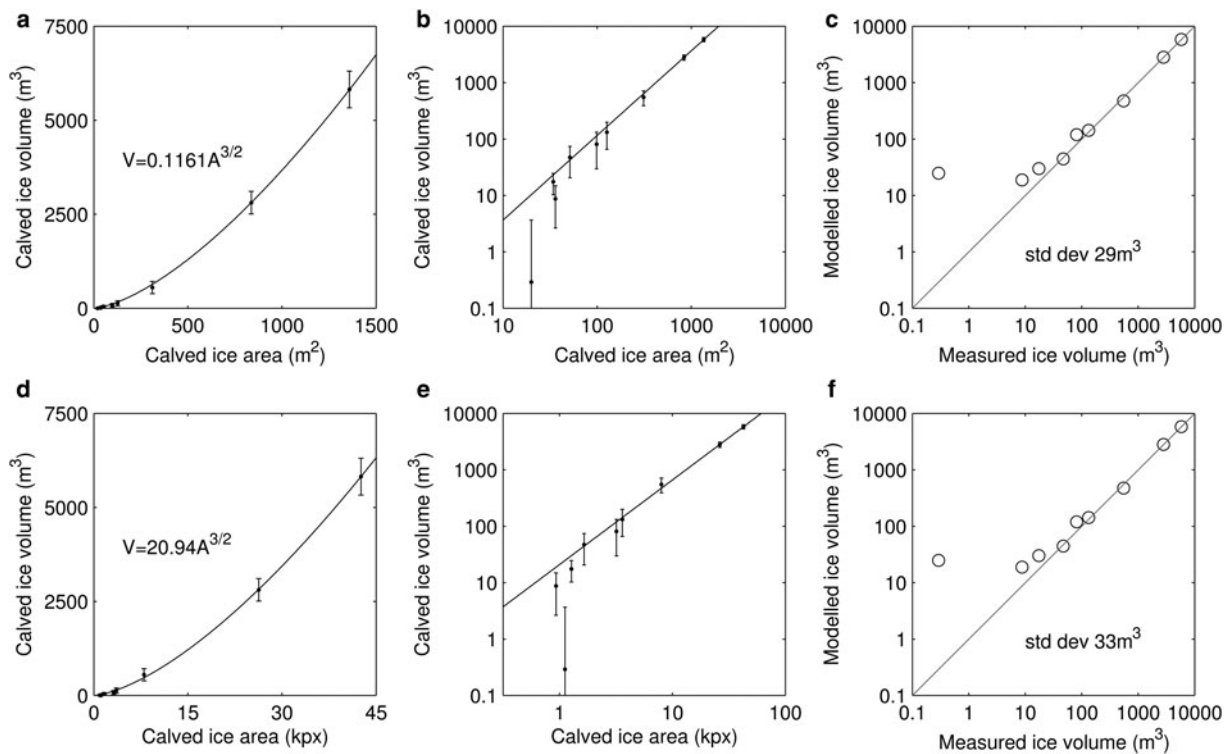 a
7500
5000
2500
0
Calved ice volume (m³)
V=0.1161A^3/2
0 500 1000 1500
Calved ice area (m²)
b
10000
1000
100
10
1
0.1
Calved ice volume (m³)
10 100 1000 10000
Calved ice area (m²)
c
10000
1000
100
10
1
0.1
Modelled ice volume (m³)
std dev 29m³
0.1 1 10 100 1000 10000
Measured ice volume (m³)
d
7500
5000
2500
0
Calved ice volume (m³)
V=20.94A^3/2
0 15 30 45
Calved ice area (kpx)
e
10000
1000
100
10
1
0.1
Calved ice volume (m³)
1 10 100
Calved ice area (kpx)
f
10000
1000
100
10
1
0.1
Modelled ice volume (m³)
std dev 33m³
0.1 1 10 100 1000 10000
Measured ice volume (m³)